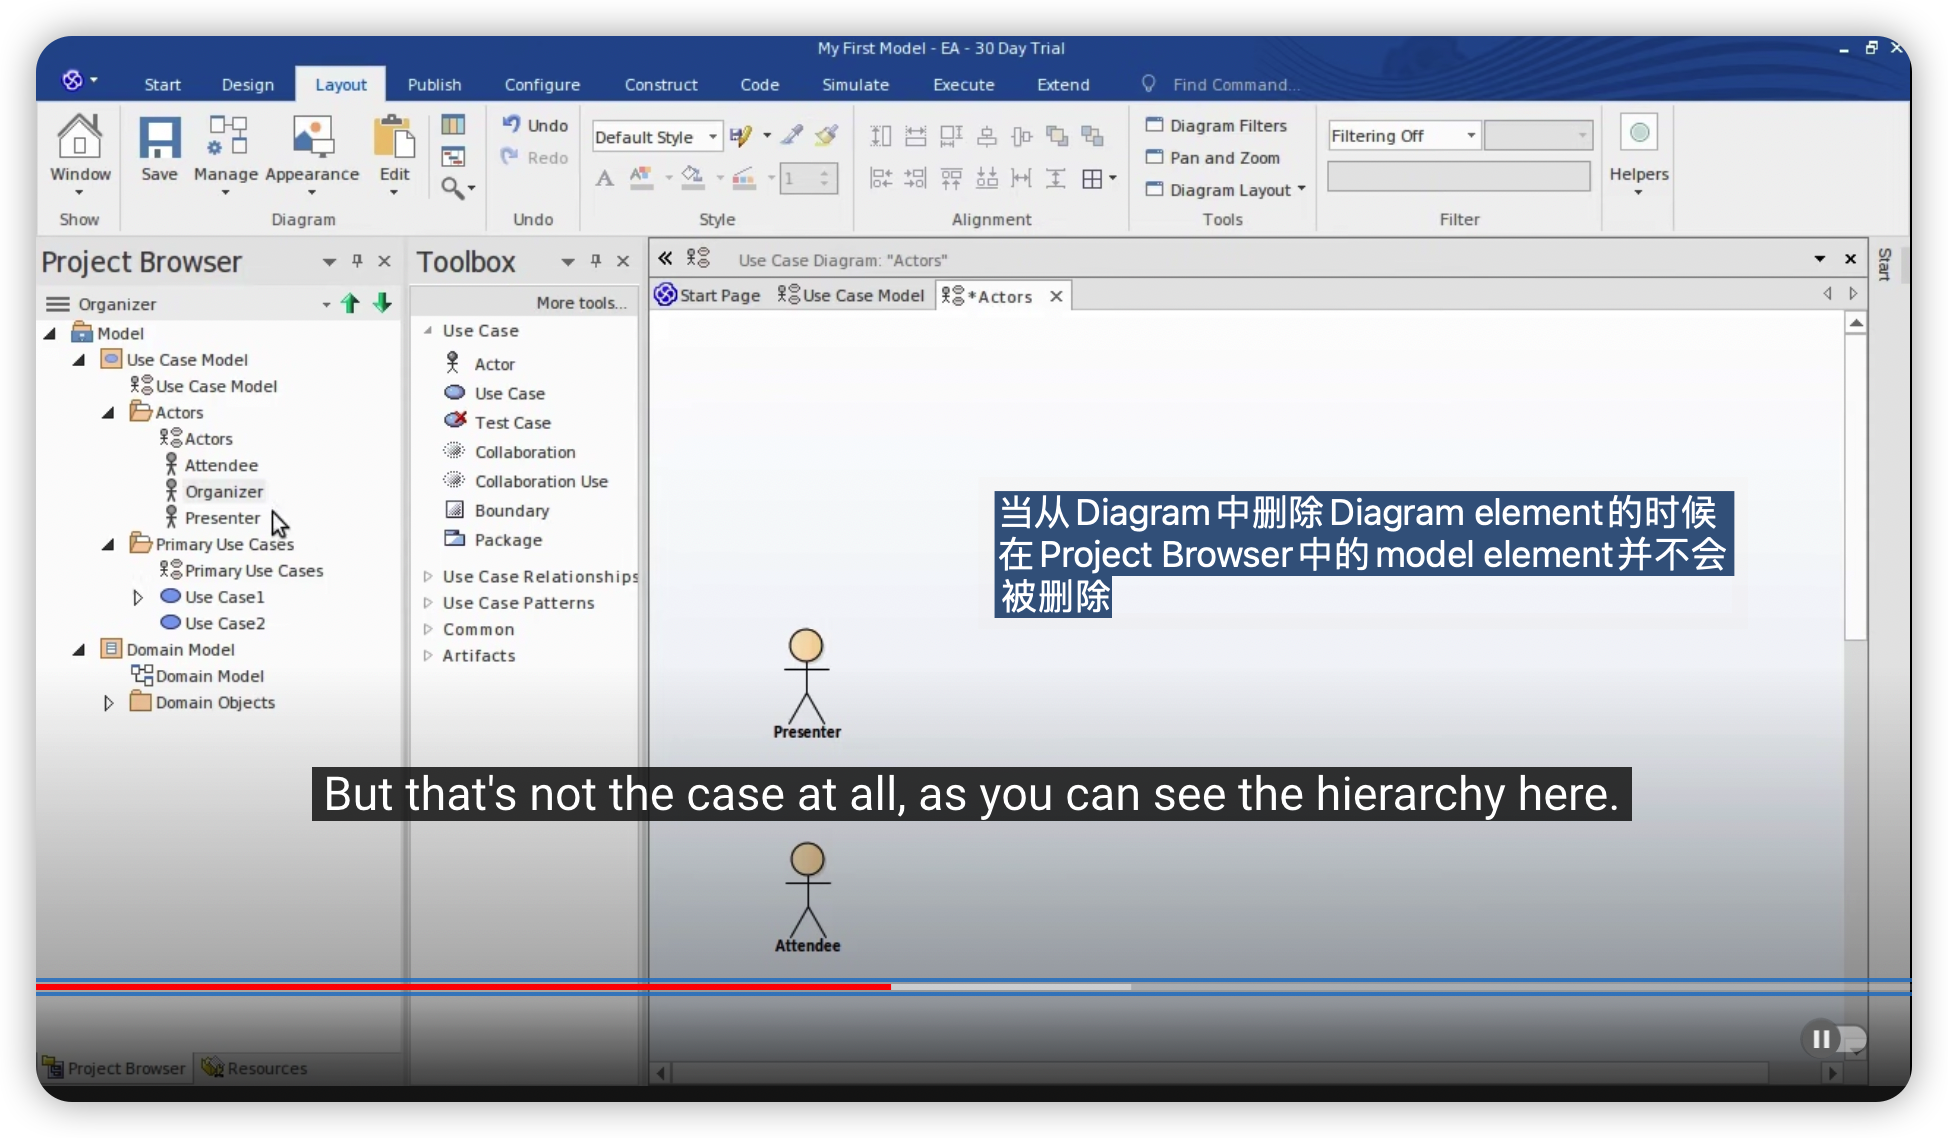 My First Model - EA - 30 Day Trial
Start Design Layout Publish Configure Construct Code Simulate Execute Extend Find Command...
Window Save Manage Appearance Edit
Undo
Redo
Default Style
1
Diagram Filters
Pan and Zoom
Diagram Layout
Filtering Off
Helpers
Show Diagram Undo Style Alignment Tools Filter
Project Browser
Organizer
Model
Use Case Model
Use Case Model
Actors
Actors
Attendee
Organizer
Presenter
Primary Use Cases
Primary Use Cases
Use Case1
Use Case2
Domain Model
Domain Model
Domain Objects
Project Browser Resources
Toolbox
More tools...
Use Case
Actor
Use Case
Test Case
Collaboration
Collaboration Use
Boundary
Package
Use Case Relationships
Use Case Patterns
Common
Artifacts
Use Case Diagram: "Actors"
Start Page Use Case Model *Actors
Start
当从Diagram中删除Diagram element的时候
在Project Browser中的model element并不会
被删除
Presenter
But that's not the case at all, as you can see the hierarchy here.
Attendee